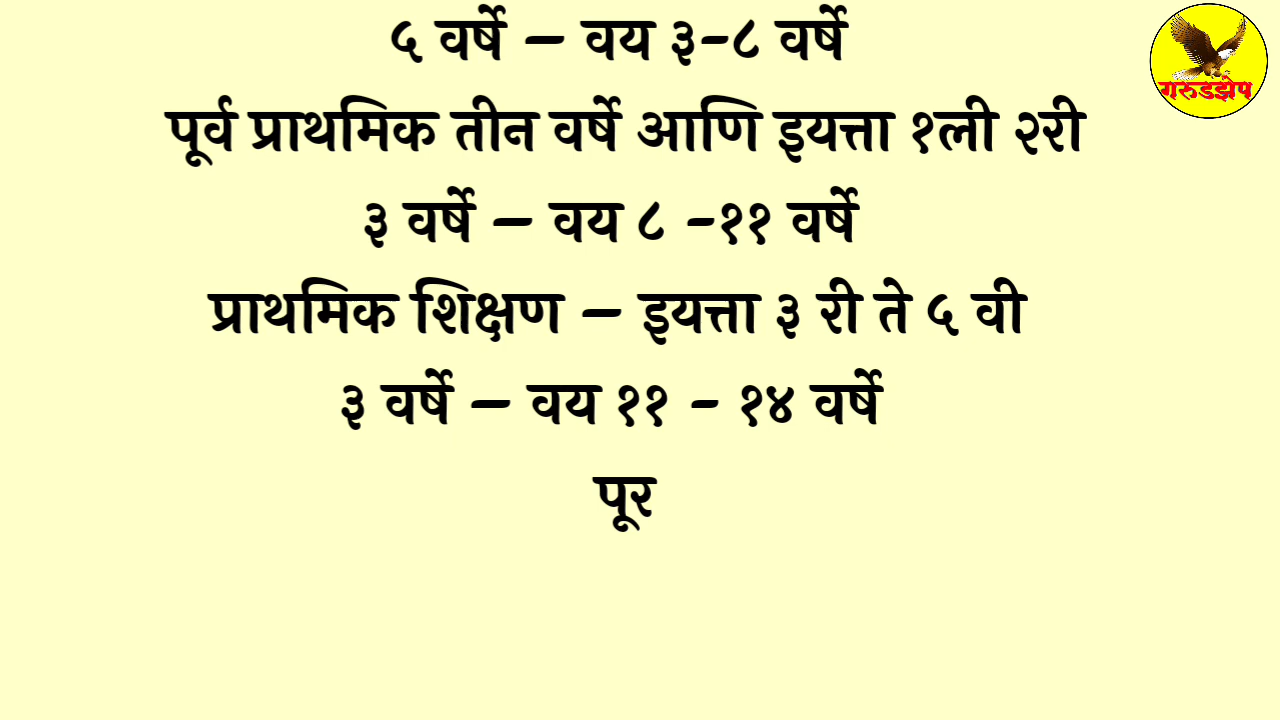 ५ वर्षे – वय ३-८ वर्षे
गरुडझेप
पूर्व प्राथमिक तीन वर्षे आणि इयत्ता १ली २री
३ वर्षे – वय ८ -११ वर्षे
प्राथमिक शिक्षण – इयत्ता ३ री ते ५ वी
३ वर्षे – वय ११ - १४ वर्षे
पूर